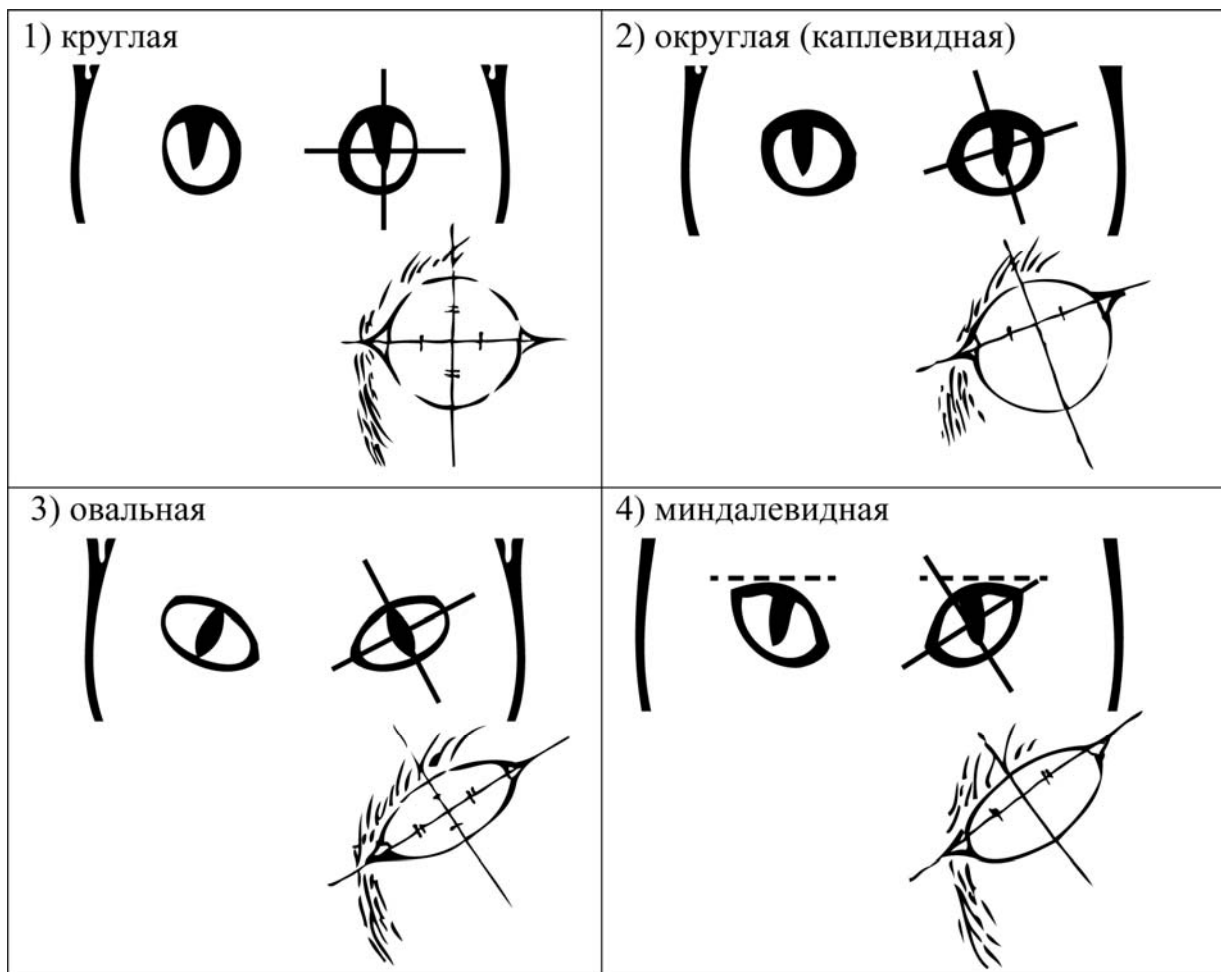 1) круглая
2) округлая (каплевидная)
3) овальная
4) миндалевидная